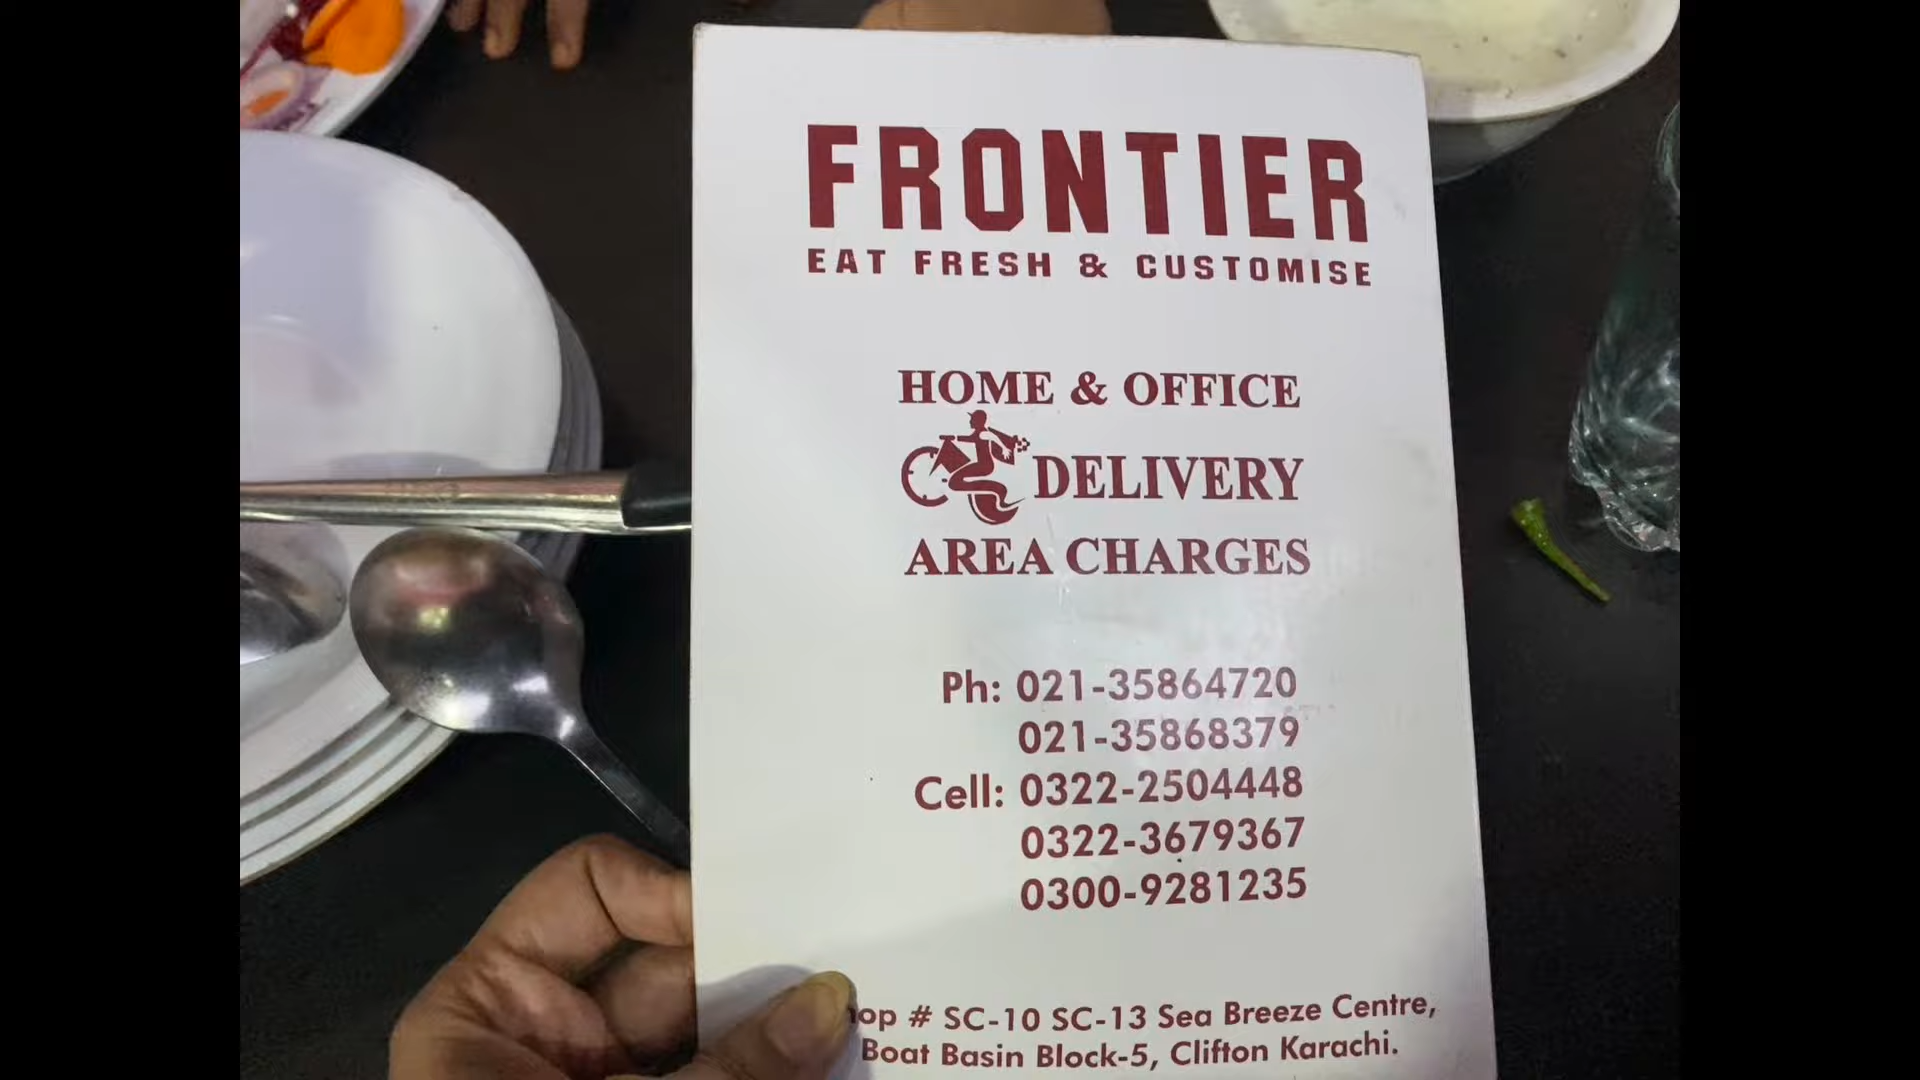 FRONTIER
EAT FRESH & CUSTOMISE
HOME & OFFICE
DELIVERY
AREA CHARGES
Ph: 021-35864720
021-35868379
Cell: 0322-2504448
0322-3679367
0300-9281235
# SC-10 SC-13 Sea Breeze Centre,
Boat Basin Block-5, Clifton Karachi.